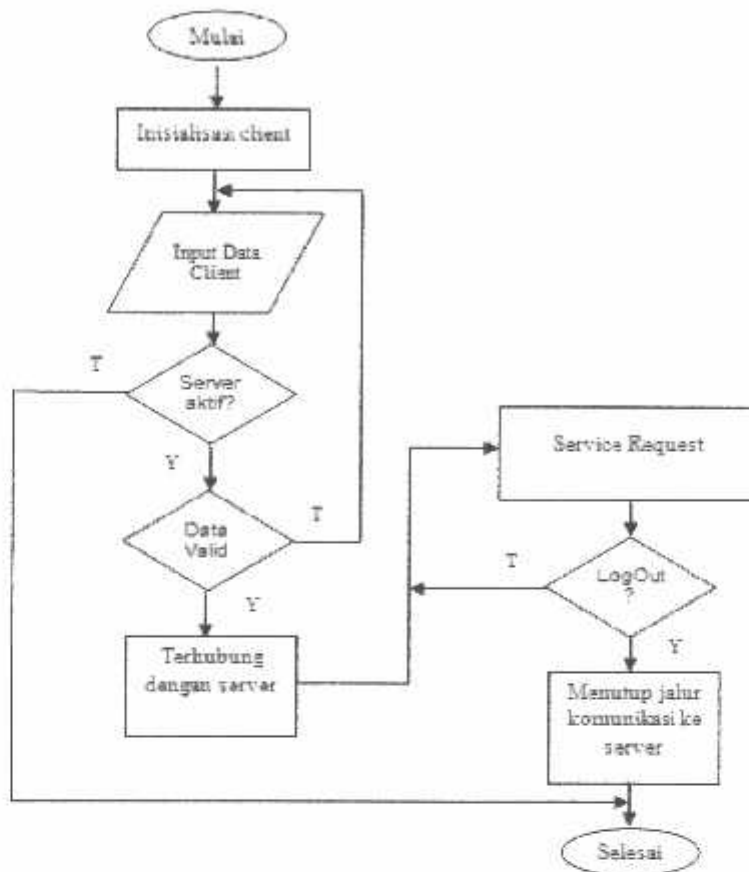 Mulai
Inisialisasi client
Input Data
Client
T
Server
aktif?
Y
Data
Valid
T
Y
Terhubung
dengan server
Service Request
T
LogOut
?
Y
Menutup jalur
komunikasi ke
server
Selesai